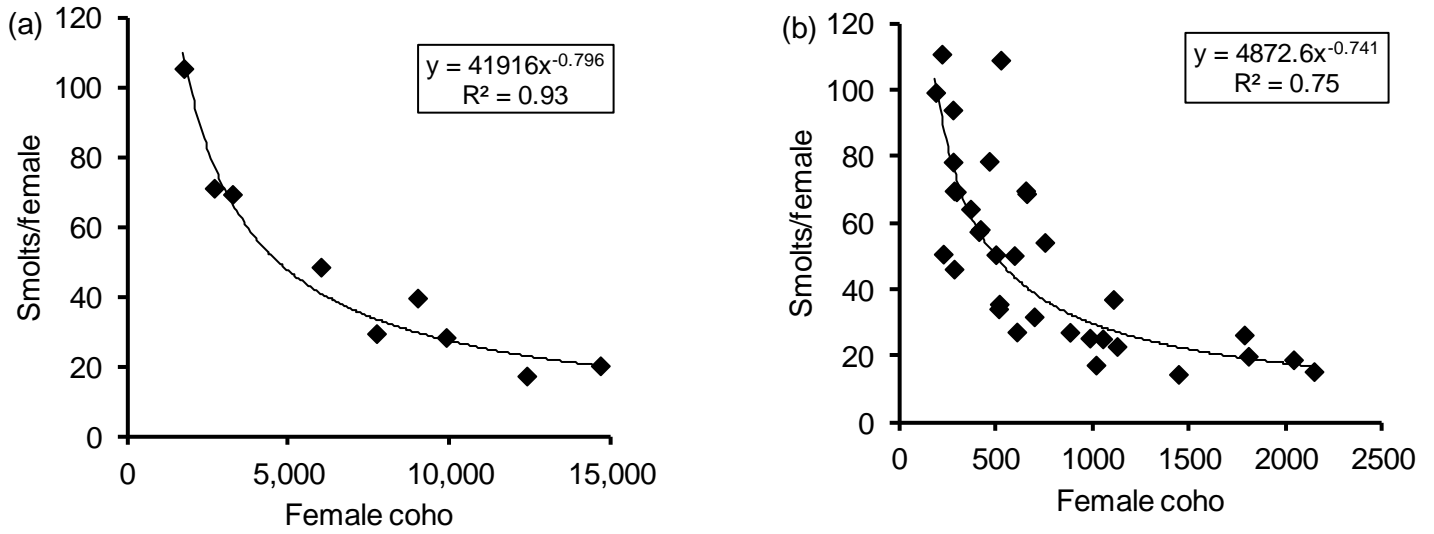 (a)
120
100
80
60
40
20
0
Smolts/female
y = 41916x^-0.796
R² = 0.93
0 5,000 10,000 15,000
Female coho
(b)
120
100
80
60
40
20
0
Smolts/female
y = 4872.6x^-0.741
R² = 0.75
0 500 1000 1500 2000 2500
Female coho